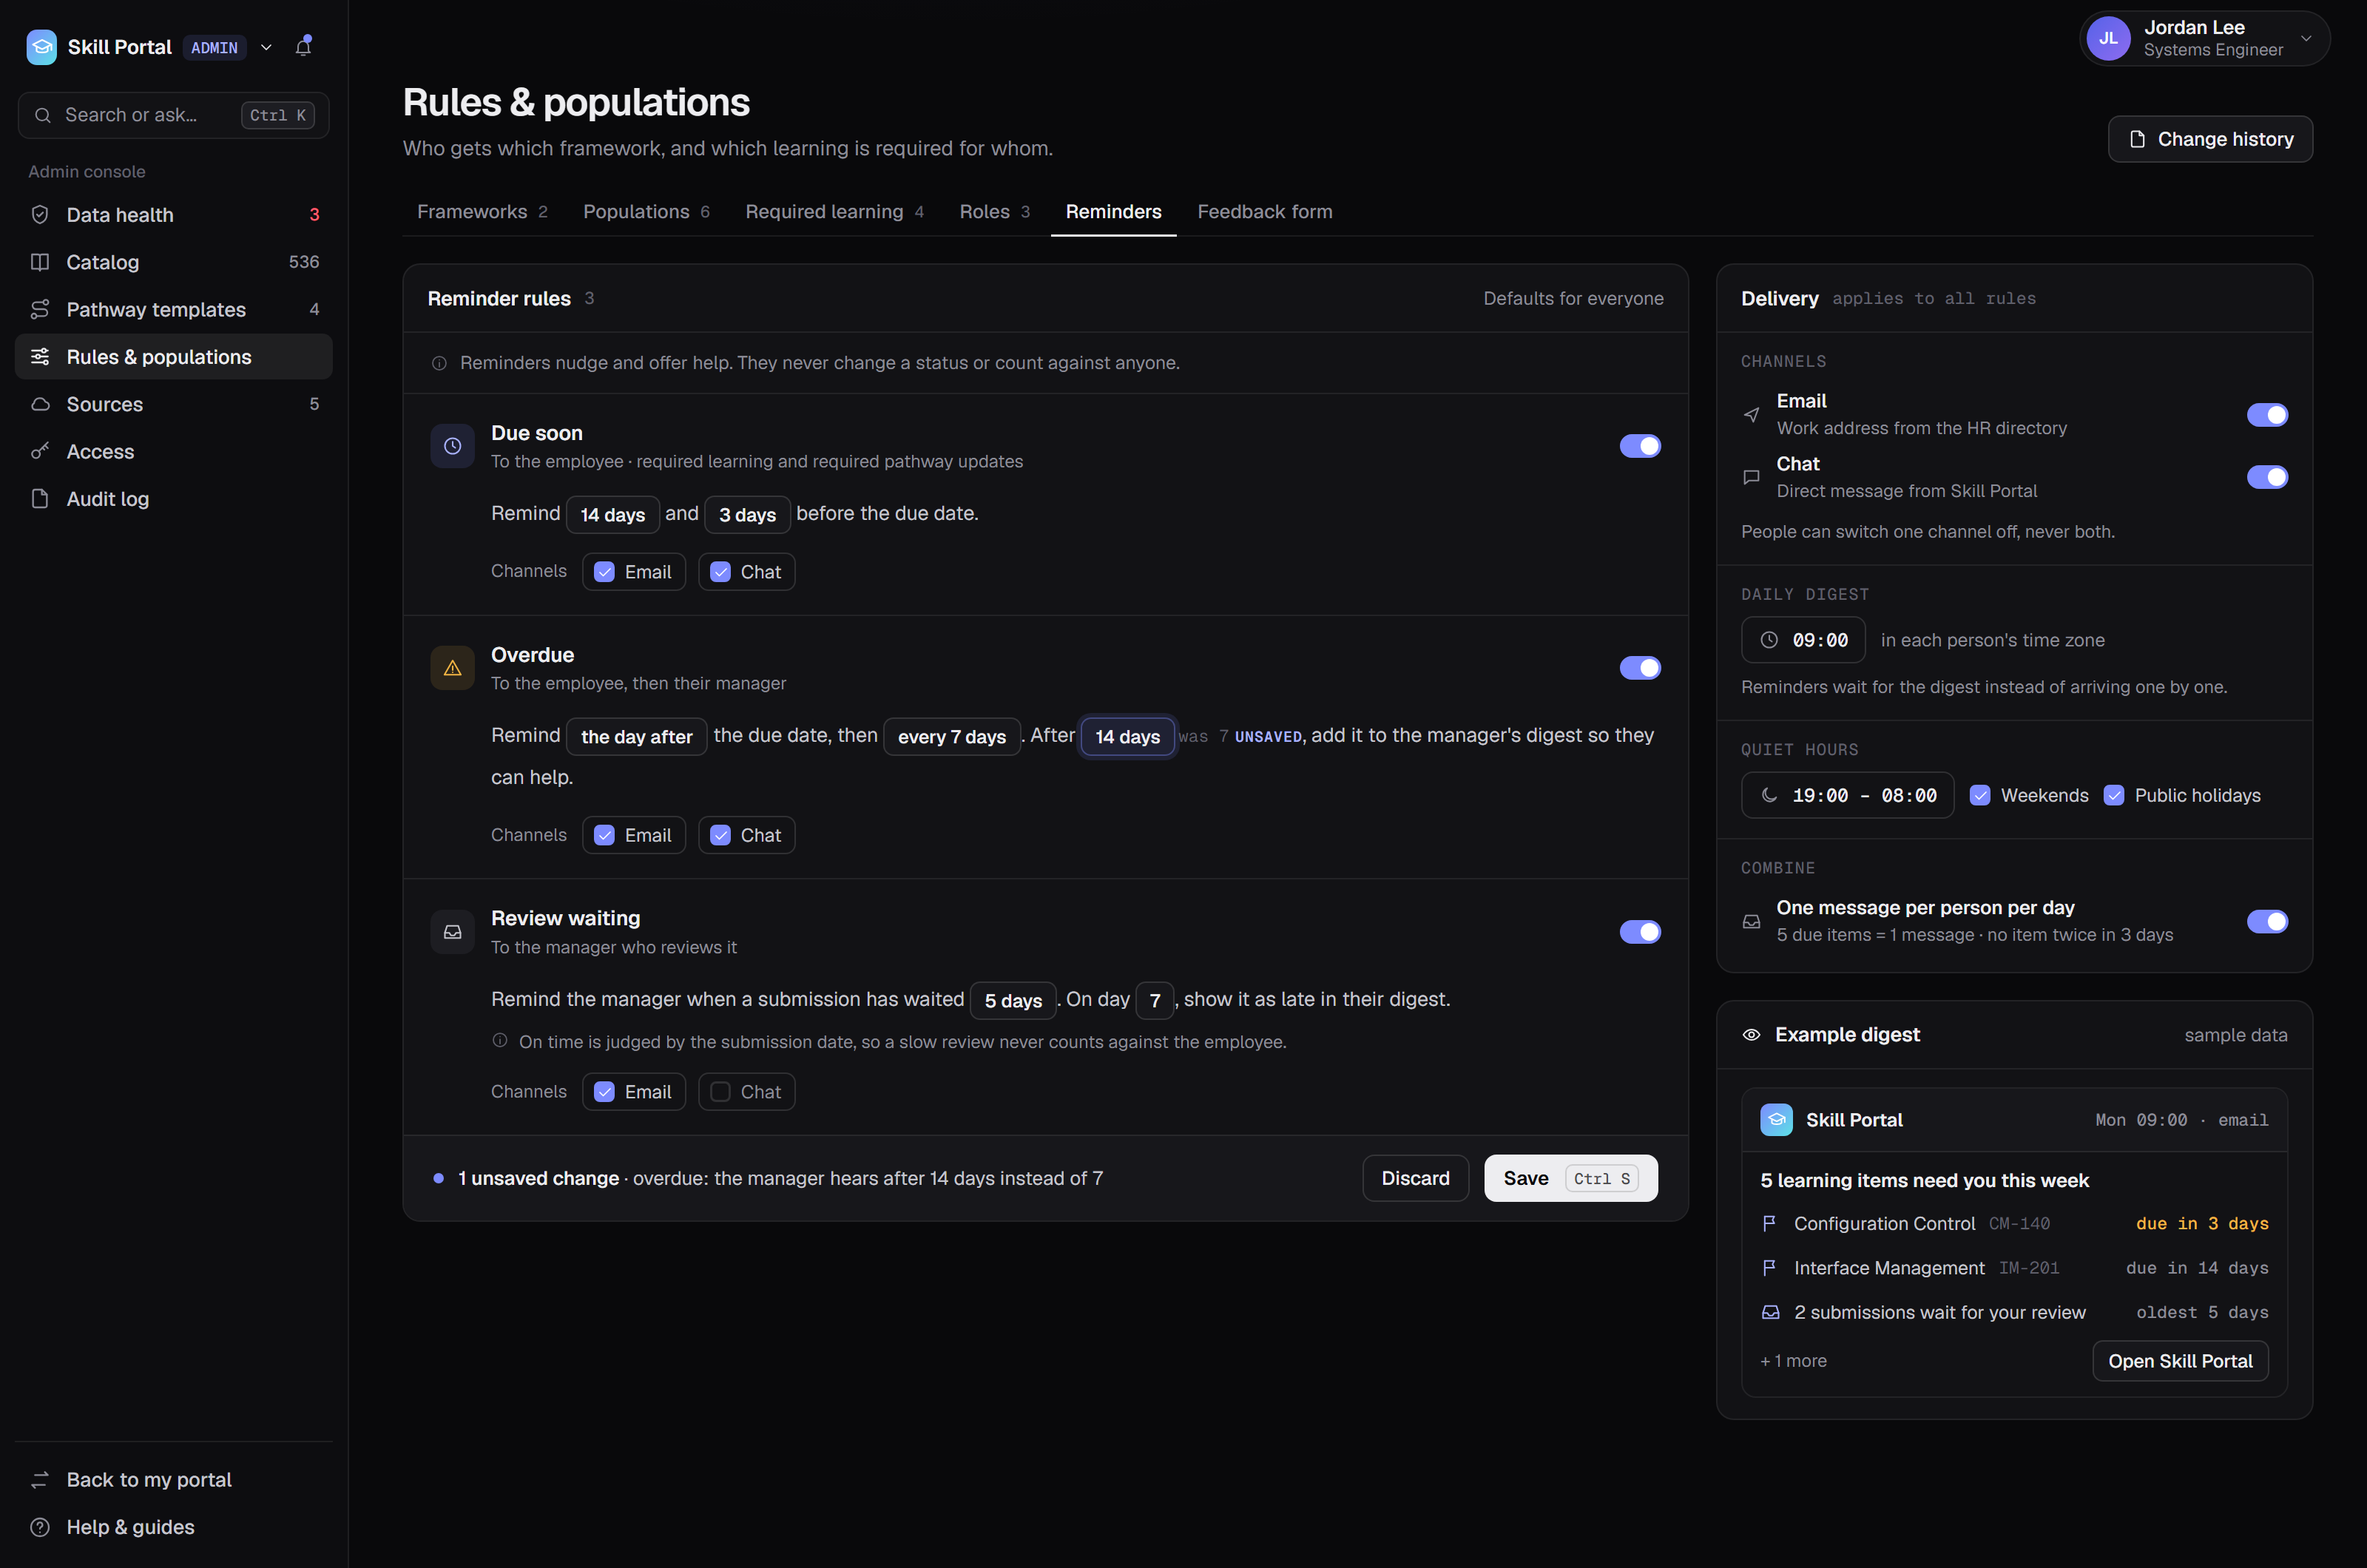 Skill Portal ADMIN
Search or ask... Ctrl K
Admin console
Data health 3
Catalog 536
Pathway templates 4
Rules & populations
Sources 5
Access
Audit log
Back to my portal
Help & guides
JL
Jordan Lee
Systems Engineer
Rules & populations
Who gets which framework, and which learning is required for whom.
Change history
Frameworks 2 Populations 6 Required learning 4 Roles 3 Reminders Feedback form
Reminder rules 3 Defaults for everyone
Reminders nudge and offer help. They never change a status or count against anyone.
Due soon
To the employee · required learning and required pathway updates
Remind 14 days and 3 days before the due date.
Channels Email Chat
Overdue
To the employee, then their manager
Remind the day after the due date, then every 7 days. After 14 days was 7 UNSAVED, add it to the manager's digest so they
can help.
Channels Email Chat
Review waiting
To the manager who reviews it
Remind the manager when a submission has waited 5 days. On day 7, show it as late in their digest.
On time is judged by the submission date, so a slow review never counts against the employee.
Channels Email Chat
1 unsaved change · overdue: the manager hears after 14 days instead of 7
Discard Save Ctrl S
Delivery applies to all rules
CHANNELS
Email
Work address from the HR directory
Chat
Direct message from Skill Portal
People can switch one channel off, never both.
DAILY DIGEST
09:00 in each person's time zone
Reminders wait for the digest instead of arriving one by one.
QUIET HOURS
19:00 – 08:00 Weekends Public holidays
COMBINE
One message per person per day
5 due items = 1 message · no item twice in 3 days
Example digest sample data
Skill Portal Mon 09:00 · email
5 learning items need you this week
Configuration Control CM-140 due in 3 days
Interface Management IM-201 due in 14 days
2 submissions wait for your review oldest 5 days
+ 1 more Open Skill Portal